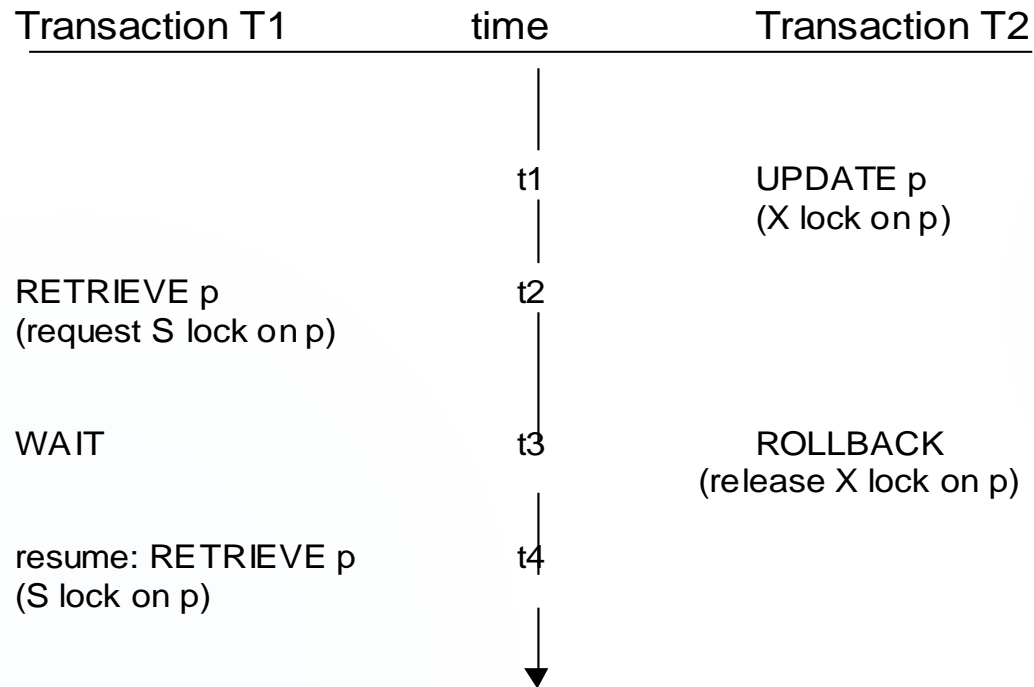 Transaction T1 time Transaction T2
t1 UPDATE p
(X lock on p)
RETRIEVE p t2
(request S lock on p)
WAIT t3 ROLLBACK
(release X lock on p)
resume: RETRIEVE p t4
(S lock on p)